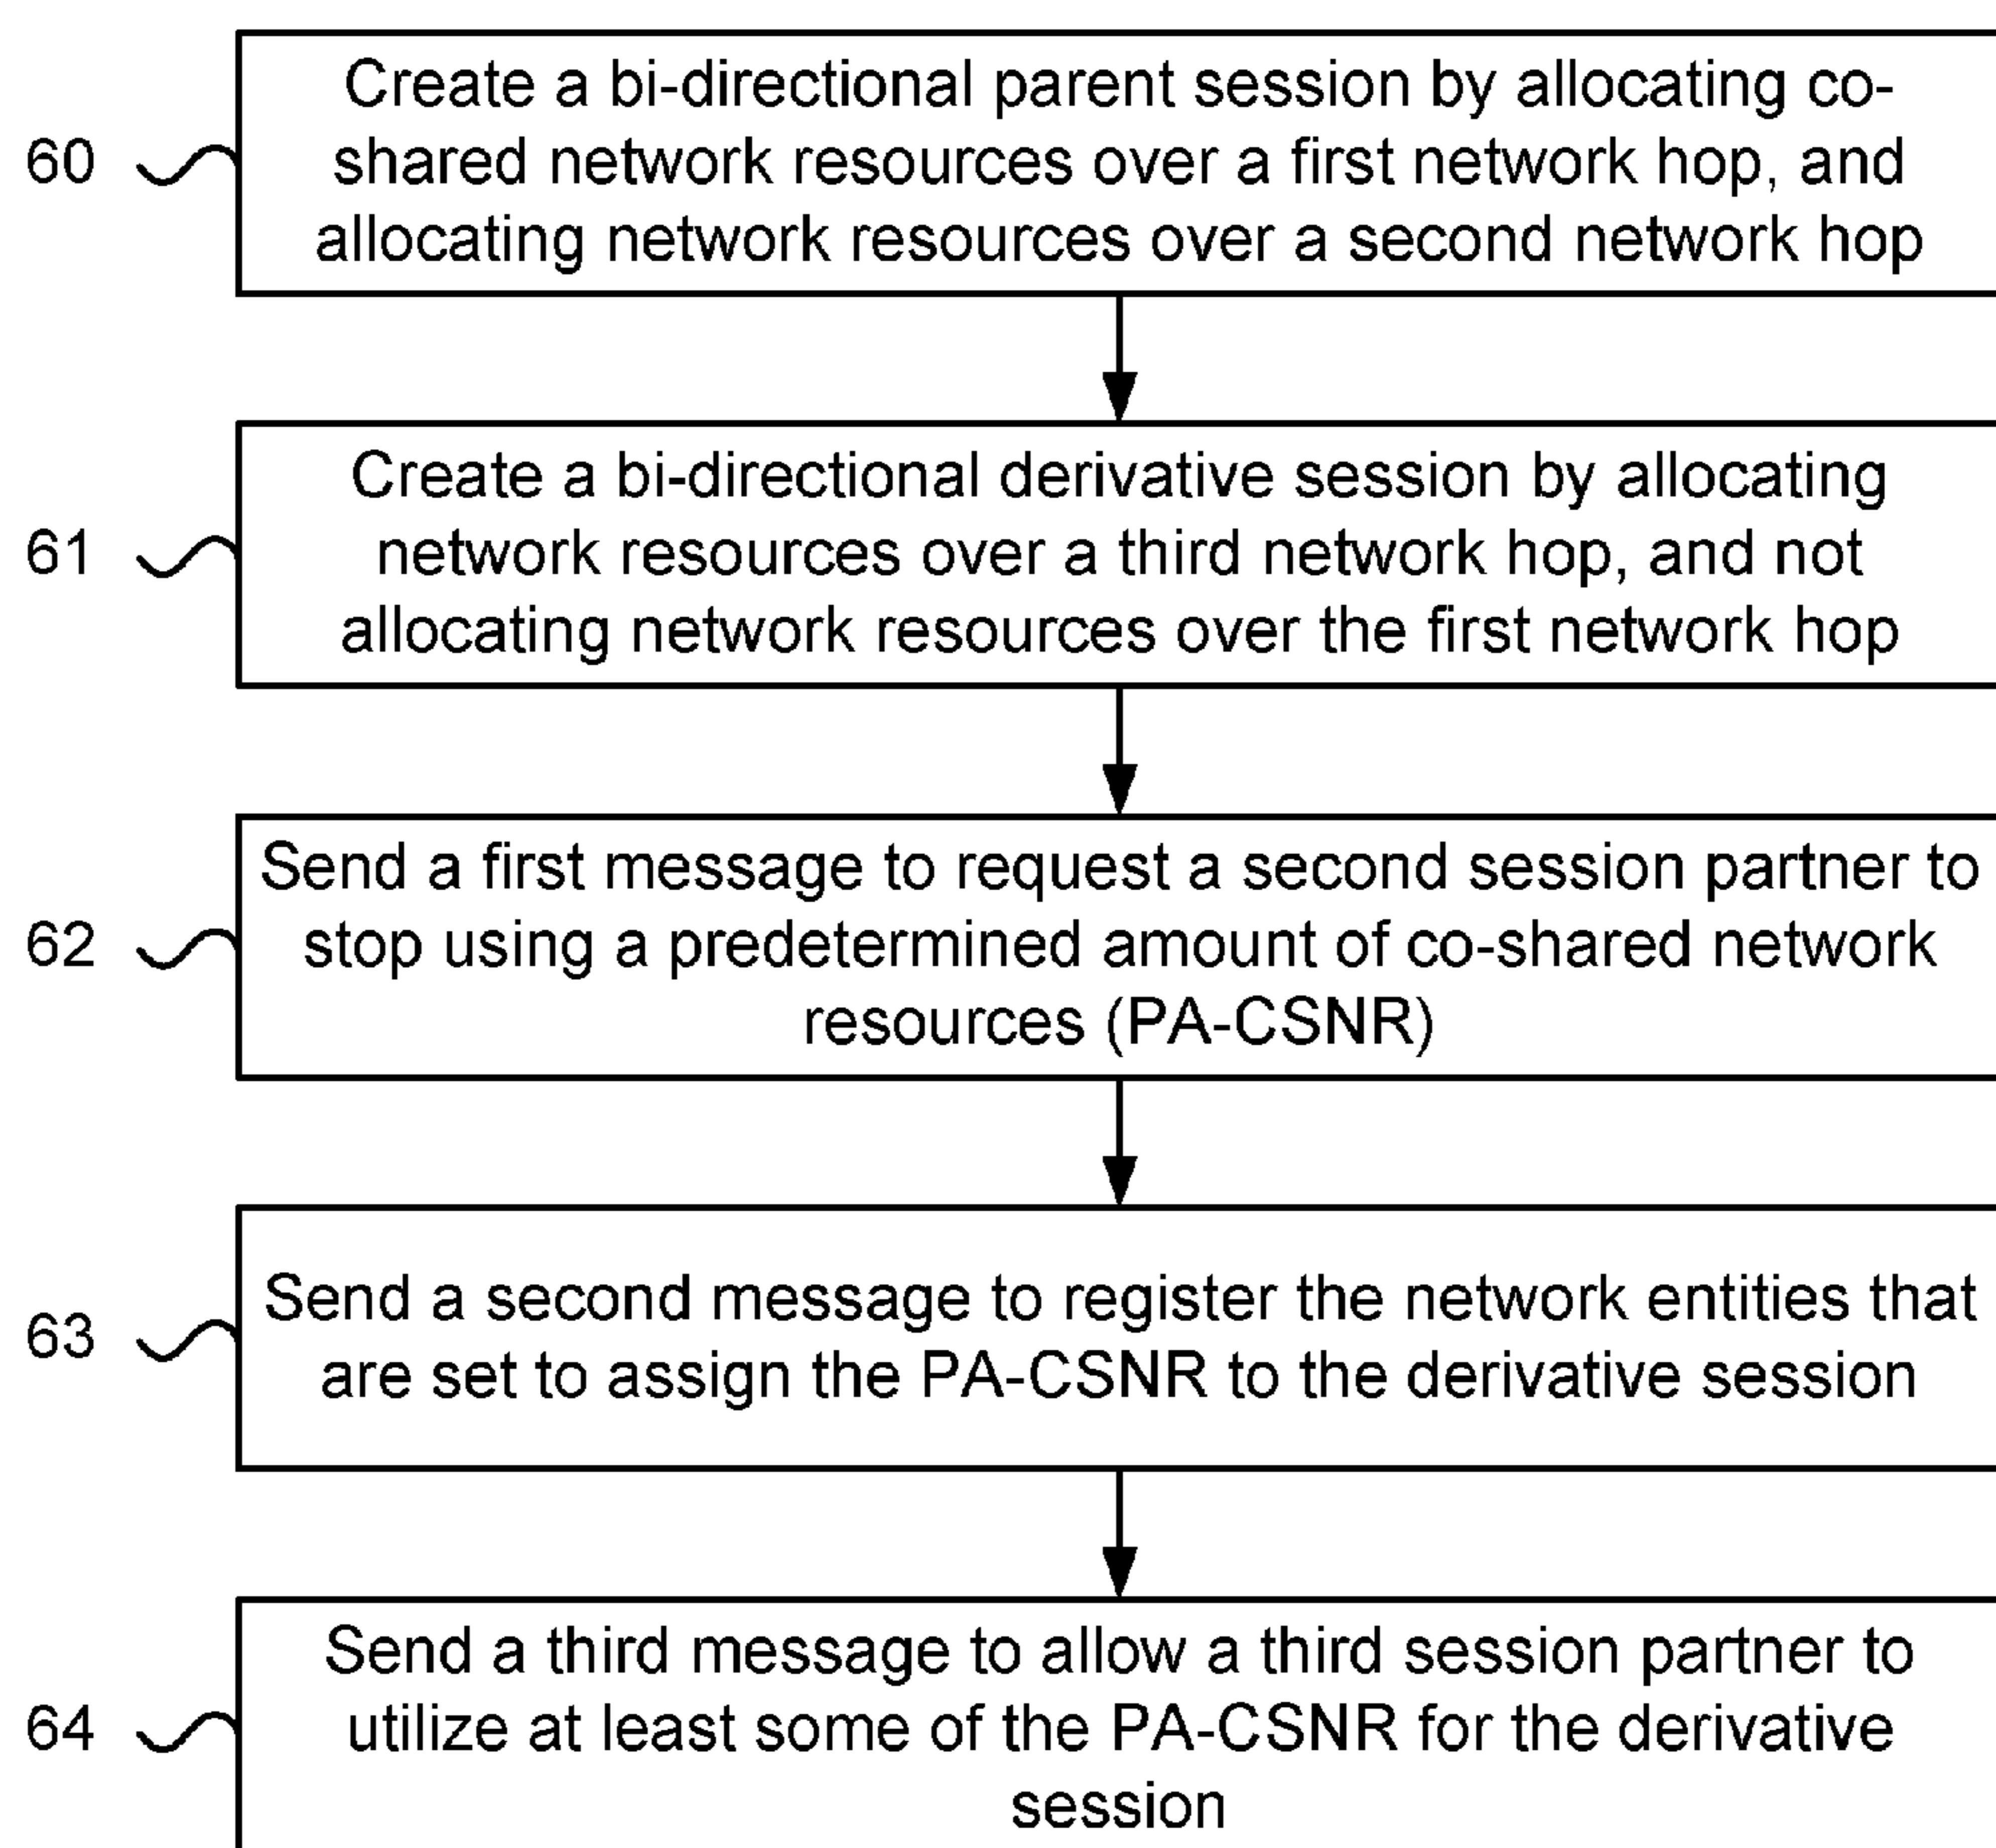 Create a bi-directional parent session by allocating co-
60
shared network resources over a first network hop, and
allocating network resources over a second network hop
Create a bi-directional derivative session by allocating
61
network resources over a third network hop, and not
allocating network resources over the first network hop
Send a first message to request a second session partner to
62
stop using a predetermined amount of co-shared network
resources (PA-CSNR)
63
Send a second message to register the network entities that
are set to assign the PA-CSNR to the derivative session
Send a third message to allow a third session partner to
64
utilize at least some of the PA-CSNR for the derivative
session